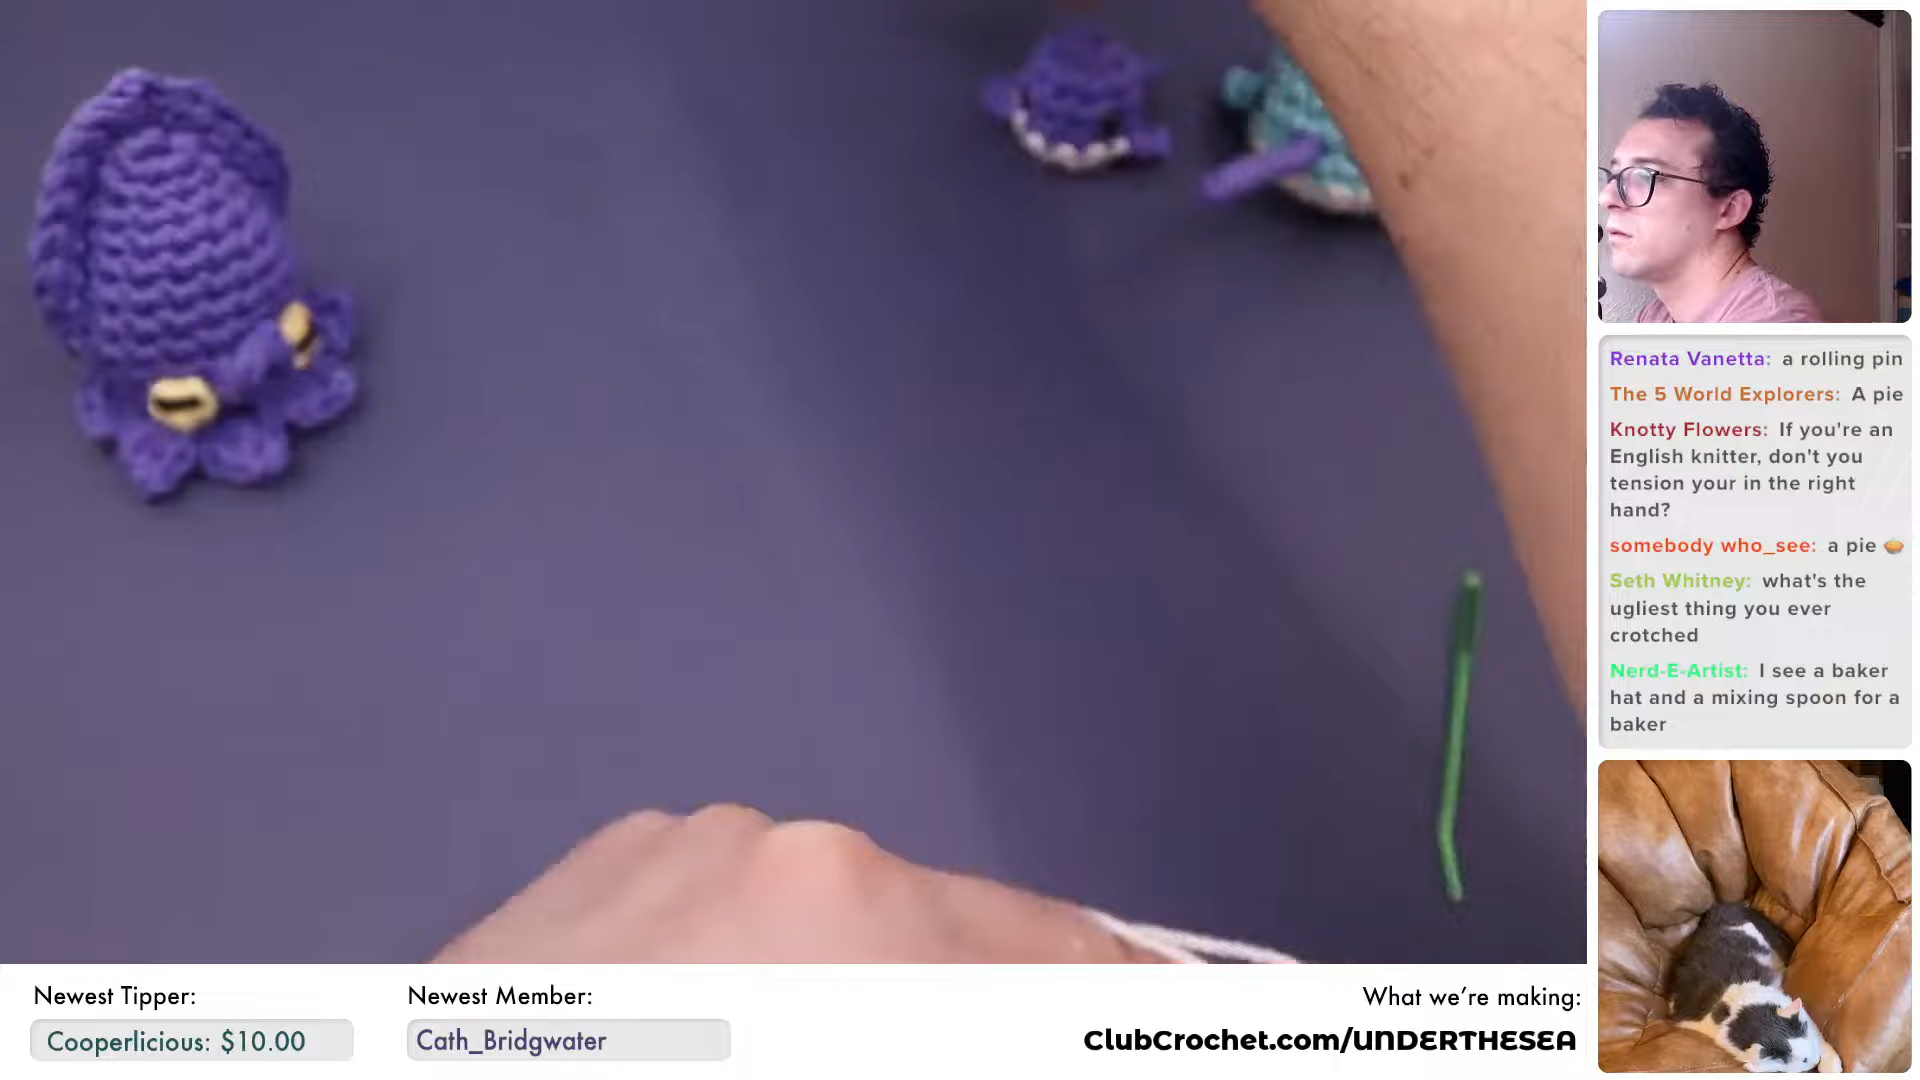 Renata Vanetta: a rolling pin
The 5 World Explorers: A pie
Knotty Flowers: If you're an
English knitter, don't you
tension your in the right
hand?
somebody who_see: a pie 🥧
Seth Whitney: what's the
ugliest thing you ever
crotched
Nerd-E-Artist: I see a baker
hat and a mixing spoon for a
baker
Newest Tipper:
Cooperlicious: $10.00
Newest Member:
Cath_Bridgwater
What we're making:
ClubCrochet.com/UNDERTHESEA